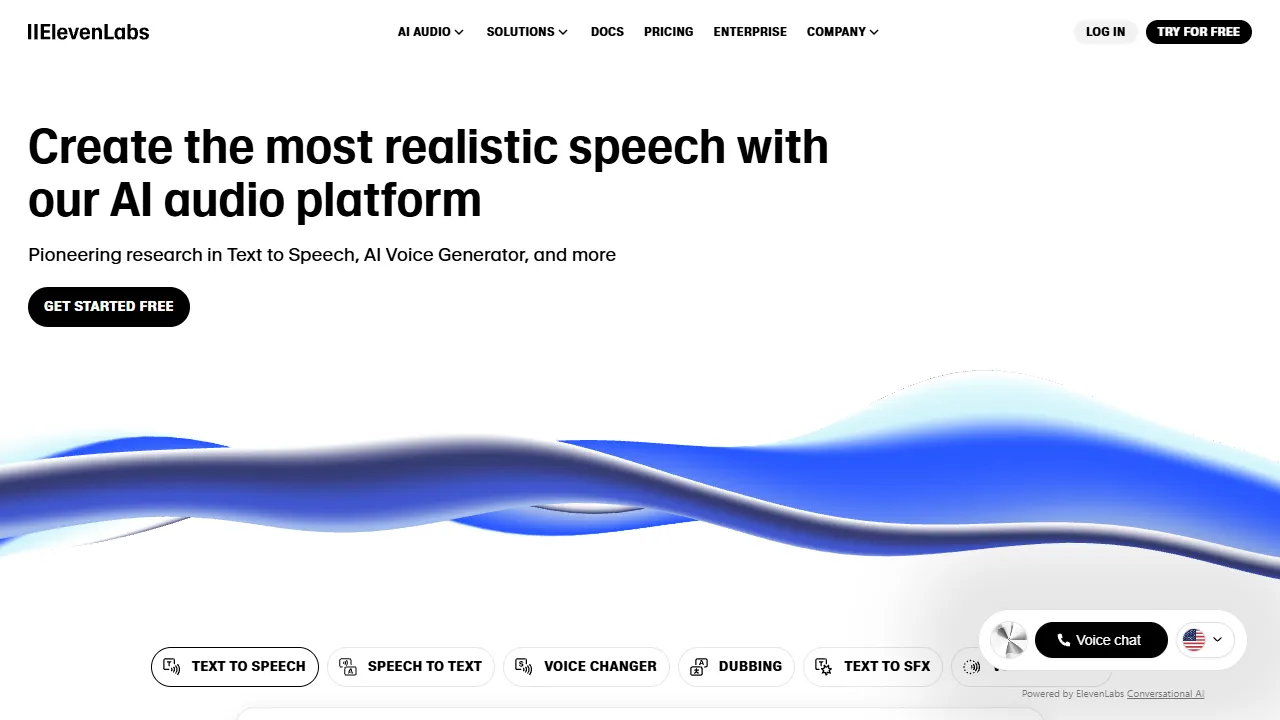 IIElevenLabs
AI AUDIO
SOLUTIONS
DOCS
PRICING
ENTERPRISE
COMPANY
LOG IN
TRY FOR FREE
Create the most realistic speech with
our AI audio platform
Pioneering research in Text to Speech, AI Voice Generator, and more
GET STARTED FREE
Voice chat
TEXT TO SPEECH
SPEECH TO TEXT
VOICE CHANGER
DUBBING
TEXT TO SFX
Powered by ElevenLabs Conversational AI